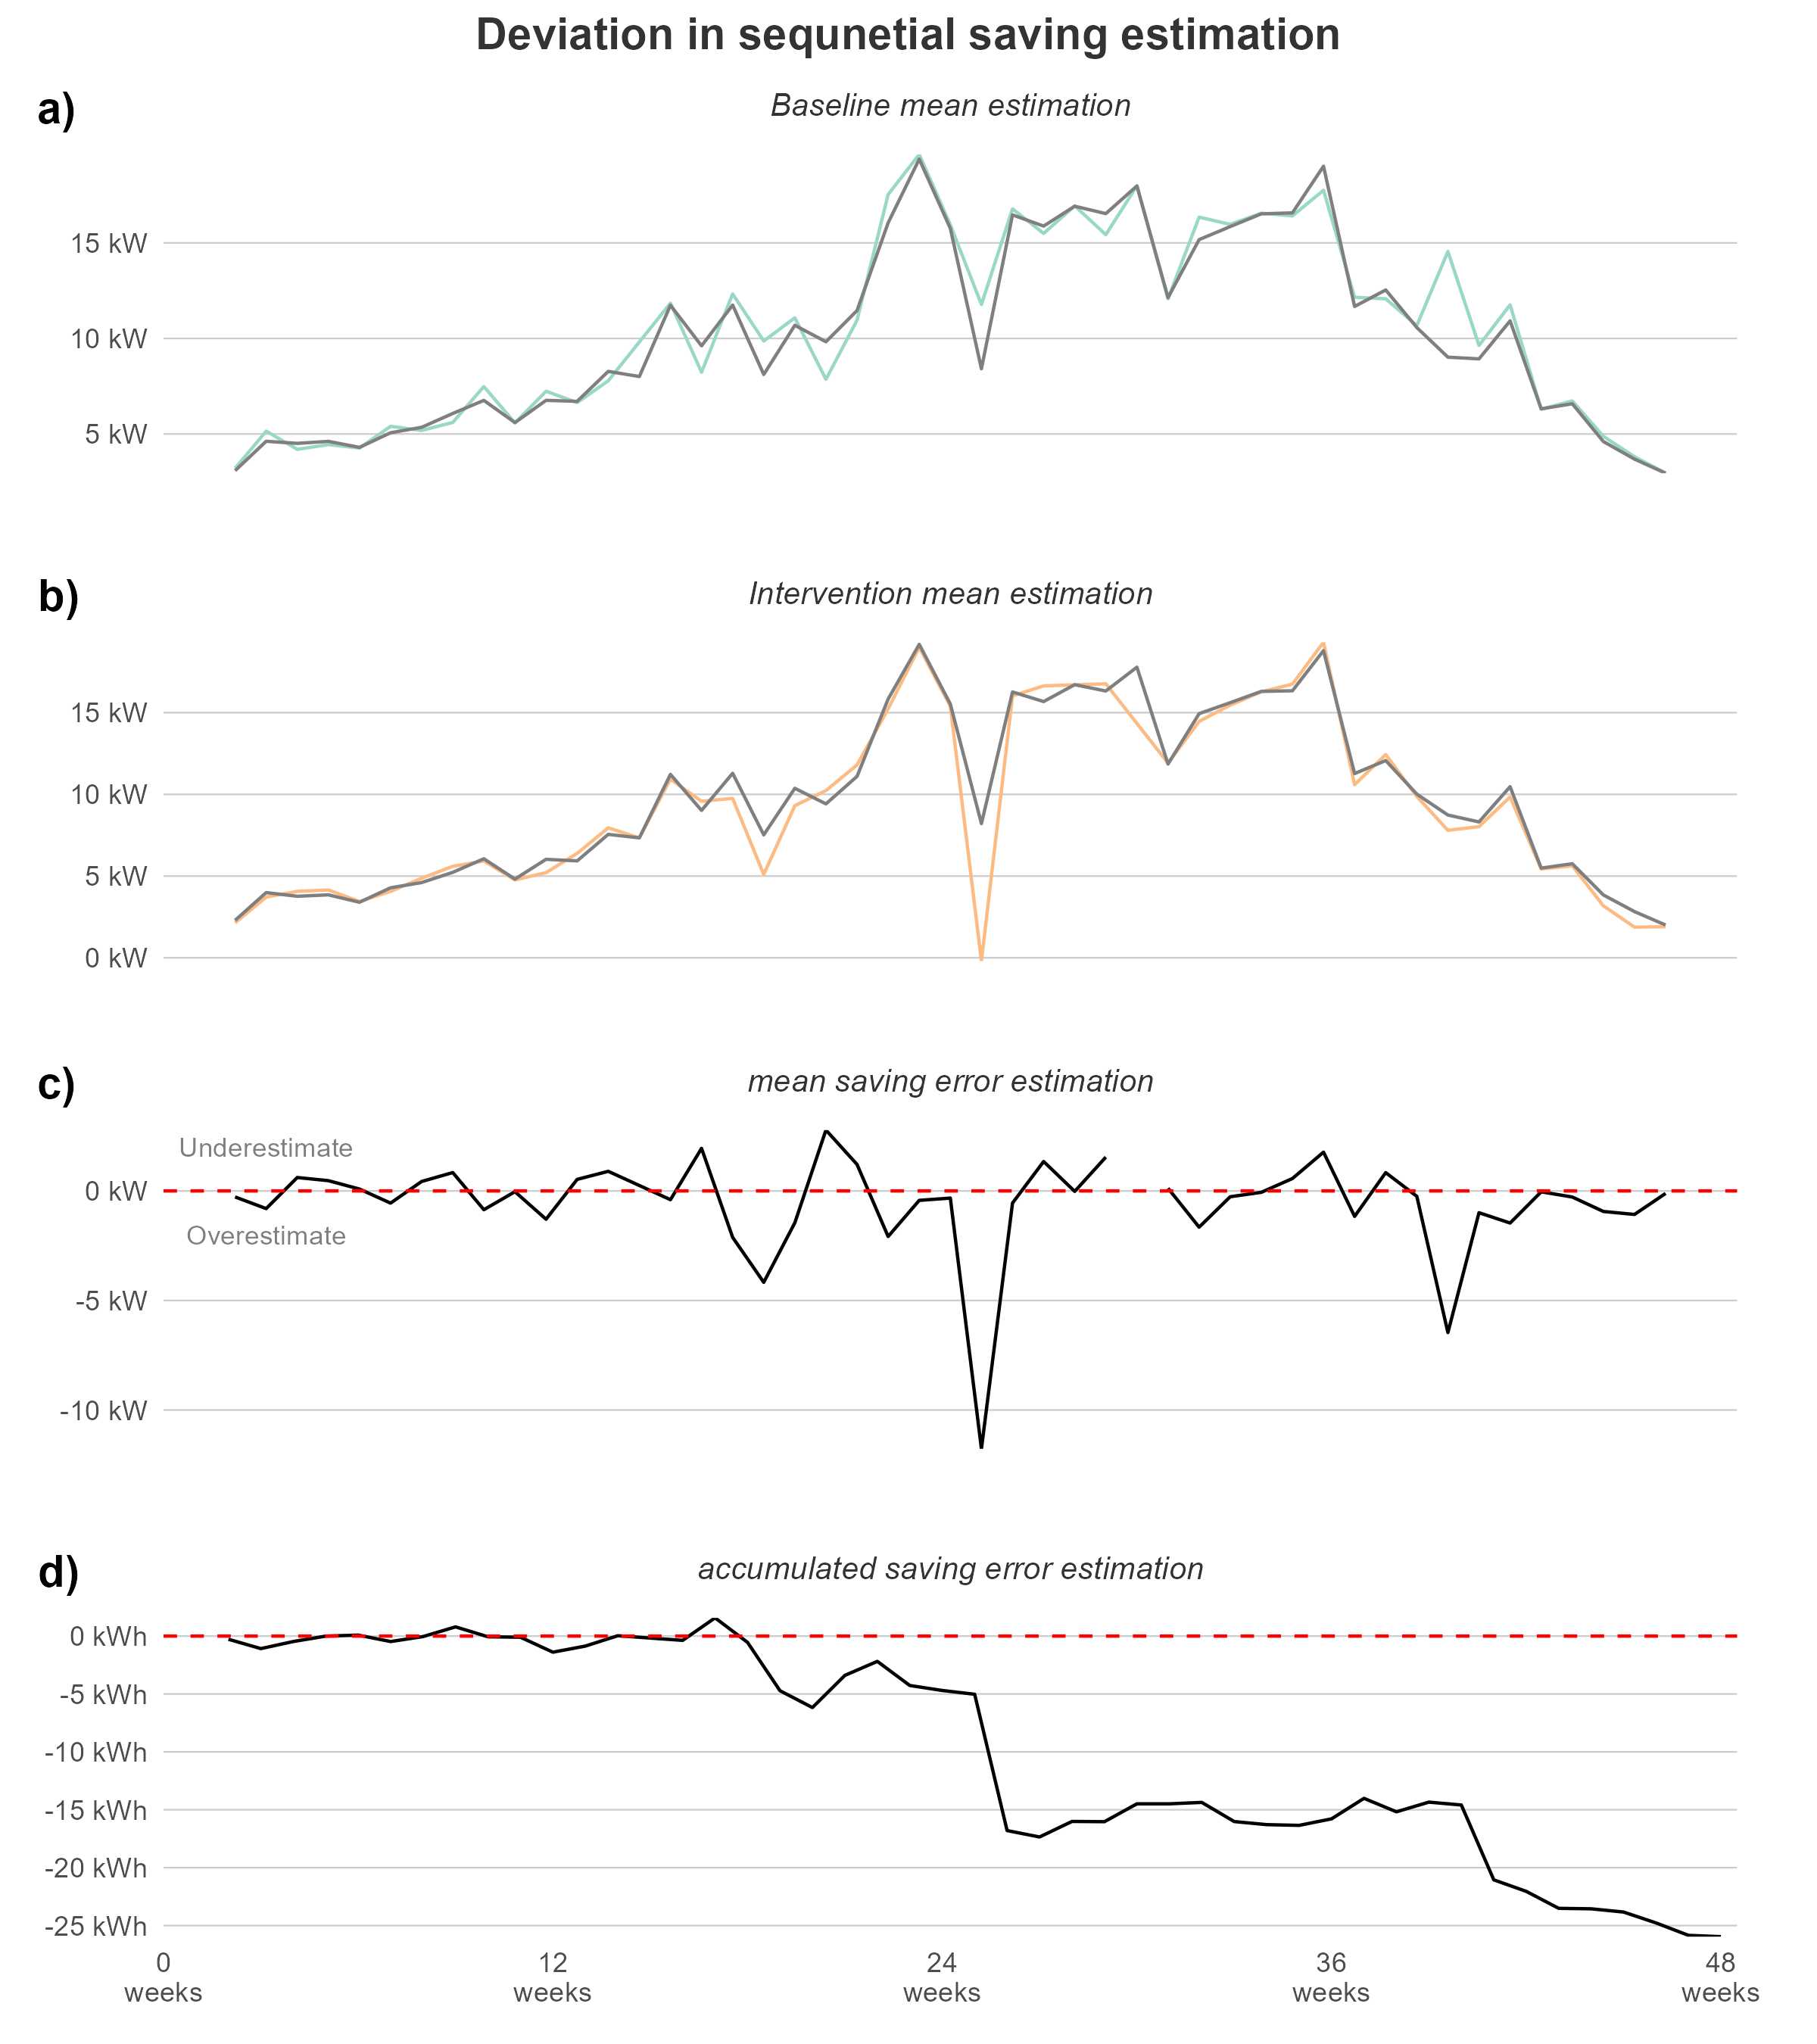 Deviation in sequnetial saving estimation
a)
Baseline mean estimation
15 kW
10 kW
5 kW
b)
Intervention mean estimation
15 kW
10 kW
5 kW
0 kW
c)
mean saving error estimation
Underestimate
0 kW
Overestimate
-5 kW
-10 kW
d)
accumulated saving error estimation
0 kWh
-5 kWh
-10 kWh
-15 kWh
-20 kWh
-25 kWh
0 12 24 36 48
weeks weeks weeks weeks weeks